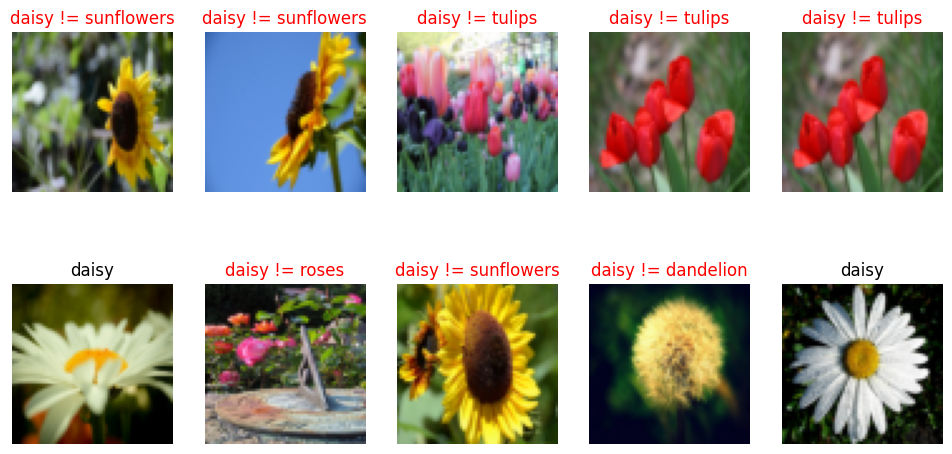 daisy != sunflowers
daisy != sunflowers
daisy != tulips
daisy != tulips
daisy != tulips
daisy
daisy != roses
daisy != sunflowers
daisy != dandelion
daisy